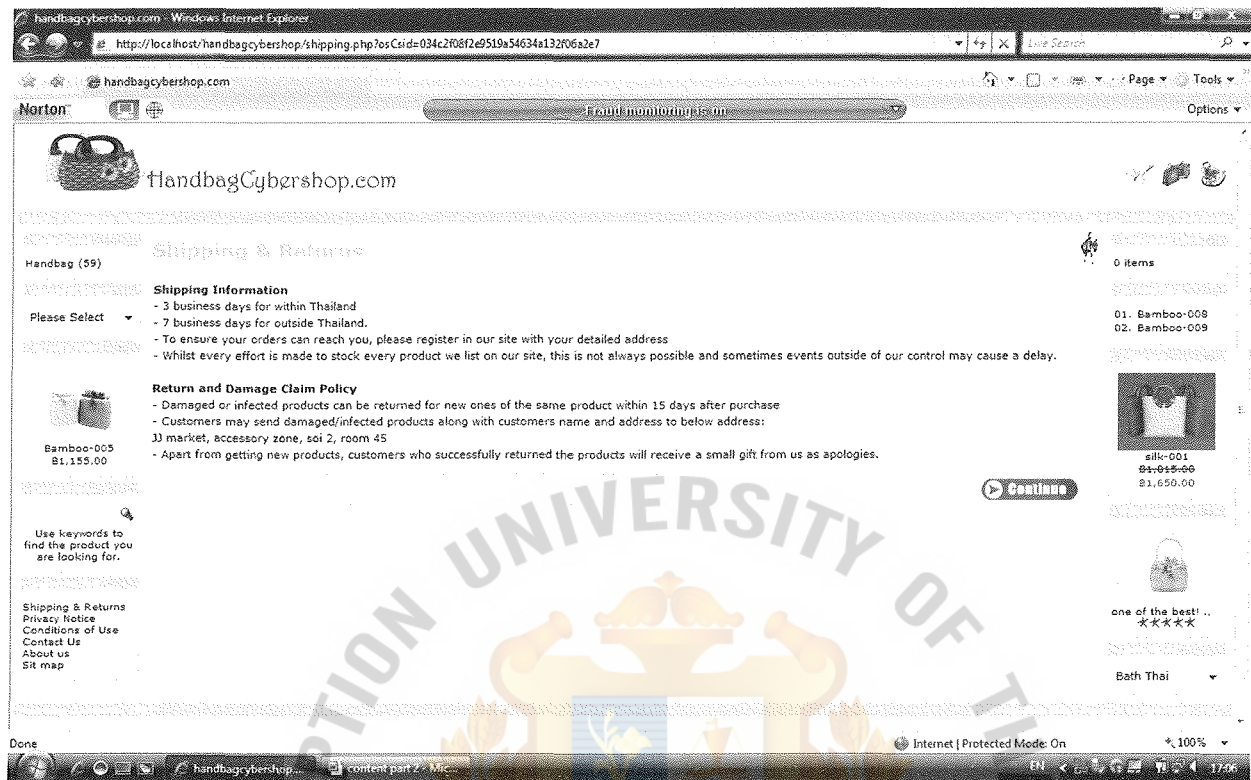 handbagcybershop.com - Windows Internet Explorer
http://localhost/handbagcybershop/shipping.php?osCsid=034c2f08f2e9519a54634a132f06a2e7
Live Search
handbagcybershop.com
Page
Tools
Norton
Fraud monitoring is on
Options
HandbagCybershop.com
Shipping & Returns
Handbag (59)
0 items
Shipping Information
- 3 business days for within Thailand
- 7 business days for outside Thailand.
- To ensure your orders can reach you, please register in our site with your detailed address
- Whilst every effort is made to stock every product we list on our site, this is not always possible and sometimes events outside of our control may cause a delay.
Please Select
01. Bamboo-008
02. Bamboo-009
Return and Damage Claim Policy
- Damaged or infected products can be returned for new ones of the same product within 15 days after purchase
- Customers may send damaged/infected products along with customers name and address to below address:
JJ market, accessory zone, soi 2, room 45
- Apart from getting new products, customers who successfully returned the products will receive a small gift from us as apologies.
Bamboo-005
฿1,155.00
silk-001
฿1,815.00
฿1,650.00
Continue
Use keywords to
find the product you
are looking for.
Shipping & Returns
Privacy Notice
Conditions of Use
Contact Us
About us
Sit map
one of the best! ..
Bath Thai
UNIVERSITY OF
Done
Internet | Protected Mode: On
100%
handbagcybershop....
content part 2 - Mic...
EN
17:06